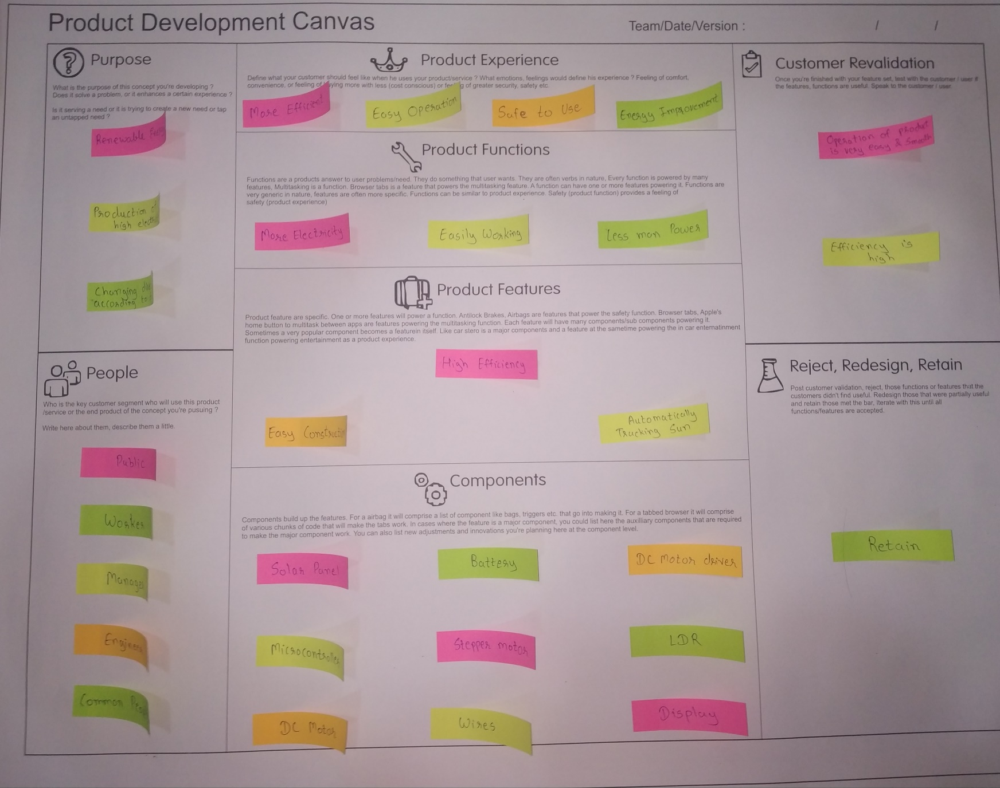 Product Development Canvas
Team/Date/Version : / /
Purpose
What is the purpose of this concept you're developing ?
Does it solve a problem, or it enhances a certain experience ?
Is it serving a need or it is trying to create a new need or tap
an untapped need ?
Renewable
Production
high
Changing
according to
People
Who is the key customer segment who will use this product
/service or the end product of the concept you're pusuing ?
Write here about them, describe them a little.
Public
Worker
Manage
Engineer
Common
Product Experience
Define what your customer should feel like when he uses your product/service ? What emotions, feelings would define his experience ? Feeling of comfort,
convenience, or feeling of ying more with less (cost conscious) or fee g of greater security, safety etc.
More Efficient
Easy Operation
Safe to Use
Energy Improvement
Product Functions
Functions are a products answer to user problems/need. They do something that user wants. They are often verbs in nature, Every function is powered by many
features, Multitasking is a function. Browser tabs is a feature that powers the multitasking feature. A function can have one or more features powering it. Functions are
very generic in nature, features are often more specific. Functions can be similar to product experience. Safety (product function) provides a feeling of
safety (product experience)
More Electricity
Easily Working
Less man Power
Product Features
Product feature are specific. One or more features will power a function. Antilock Brakes, Airbags are features that power the safety function. Browser tabs, Apple's
home button to multitask between apps are features powering the multitasking function. Each feature will have many components/sub components powering it.
Sometimes a very popular component becomes a featurein itself. Like car stero is a major components and a feature at the sametime powering the in car enternatinment
function powering entertainment as a product experience.
High Efficiency
Easy Constructi
Automatically
Tracking Sun
Components
Components build up the features. For a airbag it will comprise a list of component like bags, triggers etc. that go into making it. For a tabbed browser it will comprise
of various chunks of code that will make the tabs work. In cases where the feature is a major component, you could list here the auxilliary components that are required
to make the major component work. You can also list new adjustments and innovations you're planning here at the component level.
Solar Panel
Battery
DC Motor driver
Microcontroller
Stepper motor
LDR
DC Motor
Wires
Display
Customer Revalidation
Once you're finished with your feature set, test with the customer / user if
the features, functions are useful. Speak to the customer / user.
Operation of product
is very easy & Smooth
Efficiency is
high
Reject, Redesign, Retain
Post customer validation, reject, those functions or features that the
customers didn't find useful. Redesign those that were partially useful
and retain those met the bar, Iterate with this until all
functions/features are accepted.
Retain